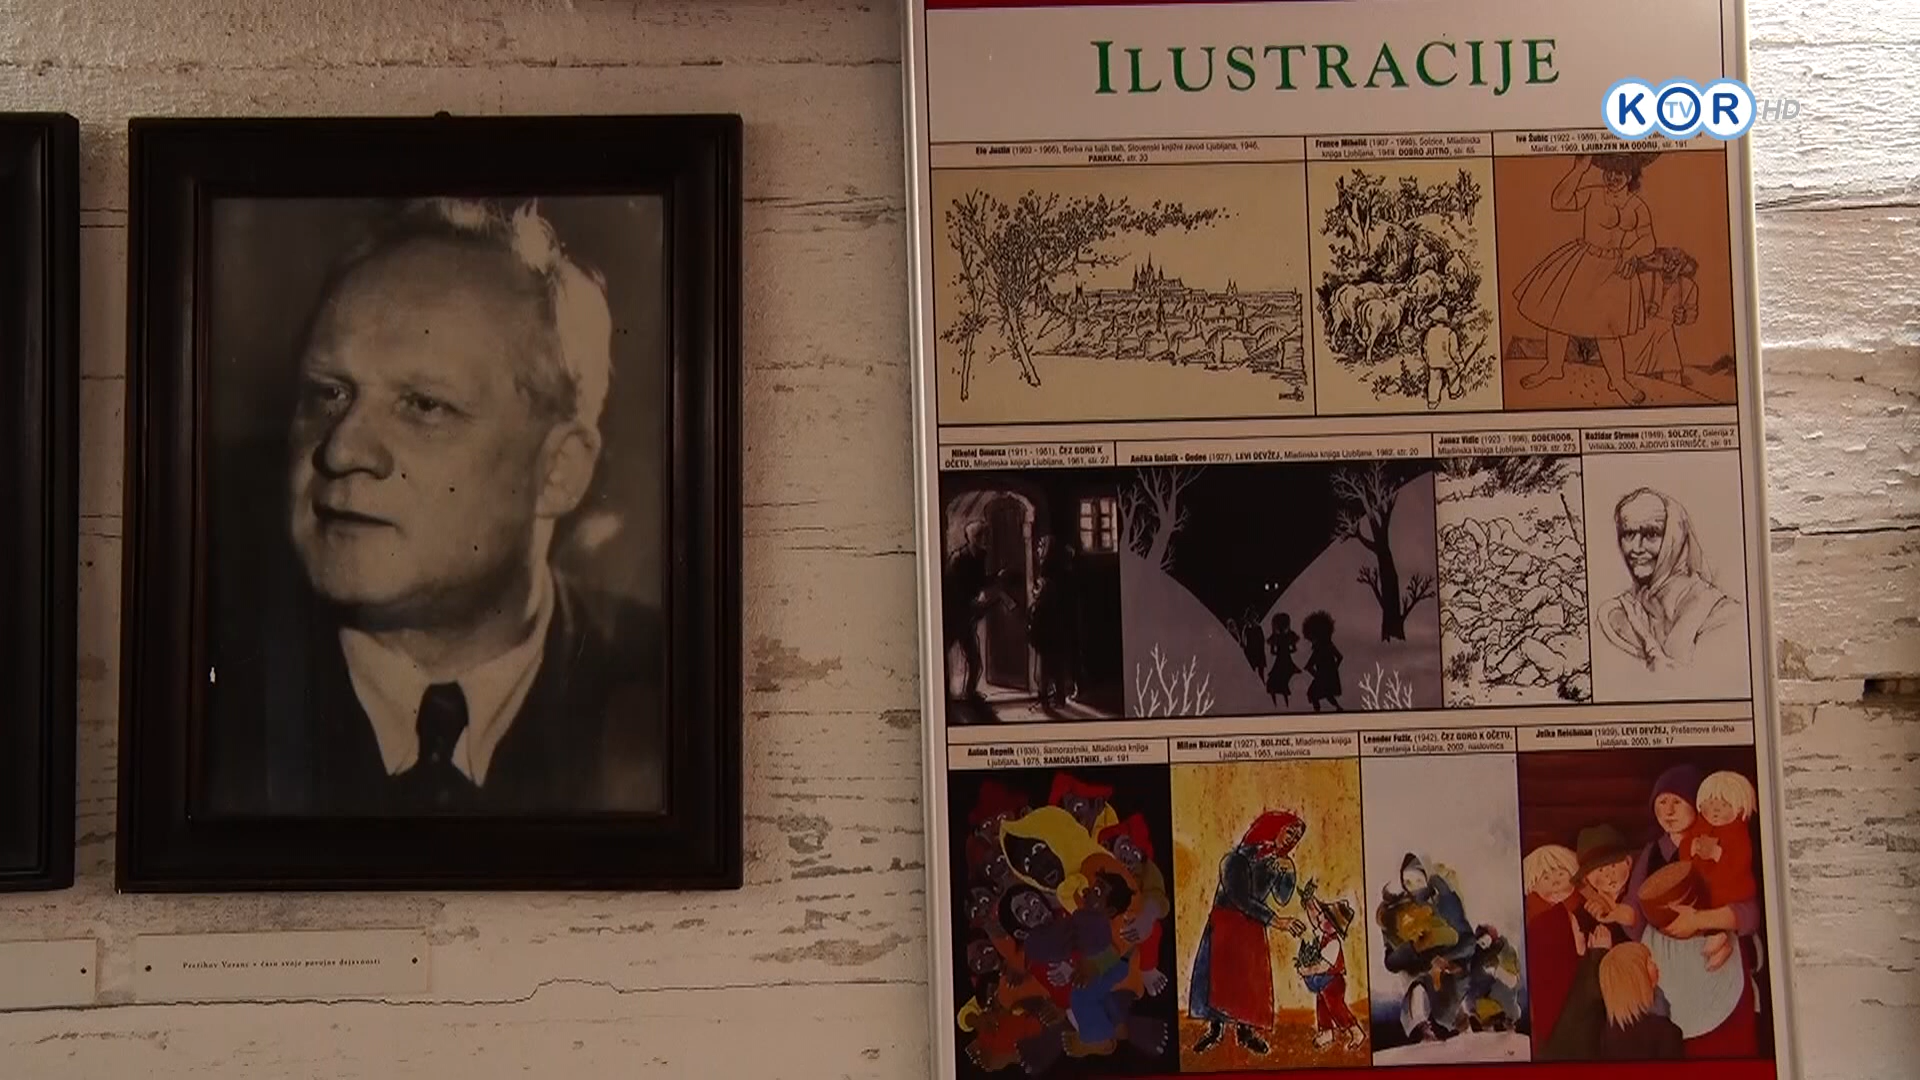 ILUSTRACIJE
KOR TV HD
Elo Justin (1903 - 1966), Borba na tujih tleh, Slovenski knjižni zavod Ljubljana, 1946,
PANKRAC, str. 33
France Mihelič (1907 - 1998), Solzice, Mladinska
knjiga Ljubljana, 1949, DOBRO JUTRO, str. 65
Ive Šubic (1922 - 1989),
Maribor, 1969, LJUBEZEN NA ODORU, str. 191
Nikolaj Omersa (1911 - 1981), ČEZ GORO K
OČETU, Mladinska knjiga Ljubljana, 1961, str. 27
Ančka Gošnik - Godec (1927), LEVI DEVŽEJ, Mladinska knjiga Ljubljana, 1962, str. 20
Janez Vidic (1923 - 1996), DOBERDOB,
Mladinska knjiga Ljubljana, 1979, str. 273
Božidar Strman (1949), SOLZICE, Galerija 2
Vrhnika, 2000, AJDOVO STRNIŠČE, str. 91
Anton Repnik (1935), Samorastniki, Mladinska knjiga
Ljubljana, 1975, SAMORASTNIKI, str. 191
Milan Bizovičar (1927), SOLZICE, Mladinska knjiga
Ljubljana, 1963, naslovnica
Leander Fužir, (1942), ČEZ GORO K OČETU,
Karantanija Ljubljana, 2002, naslovnica
Jelka Reichman (1939), LEVI DEVŽEJ, Prešernova družba
Ljubljana, 2003, str. 17
Prežihov Voranc v času svoje povojne dejavnosti